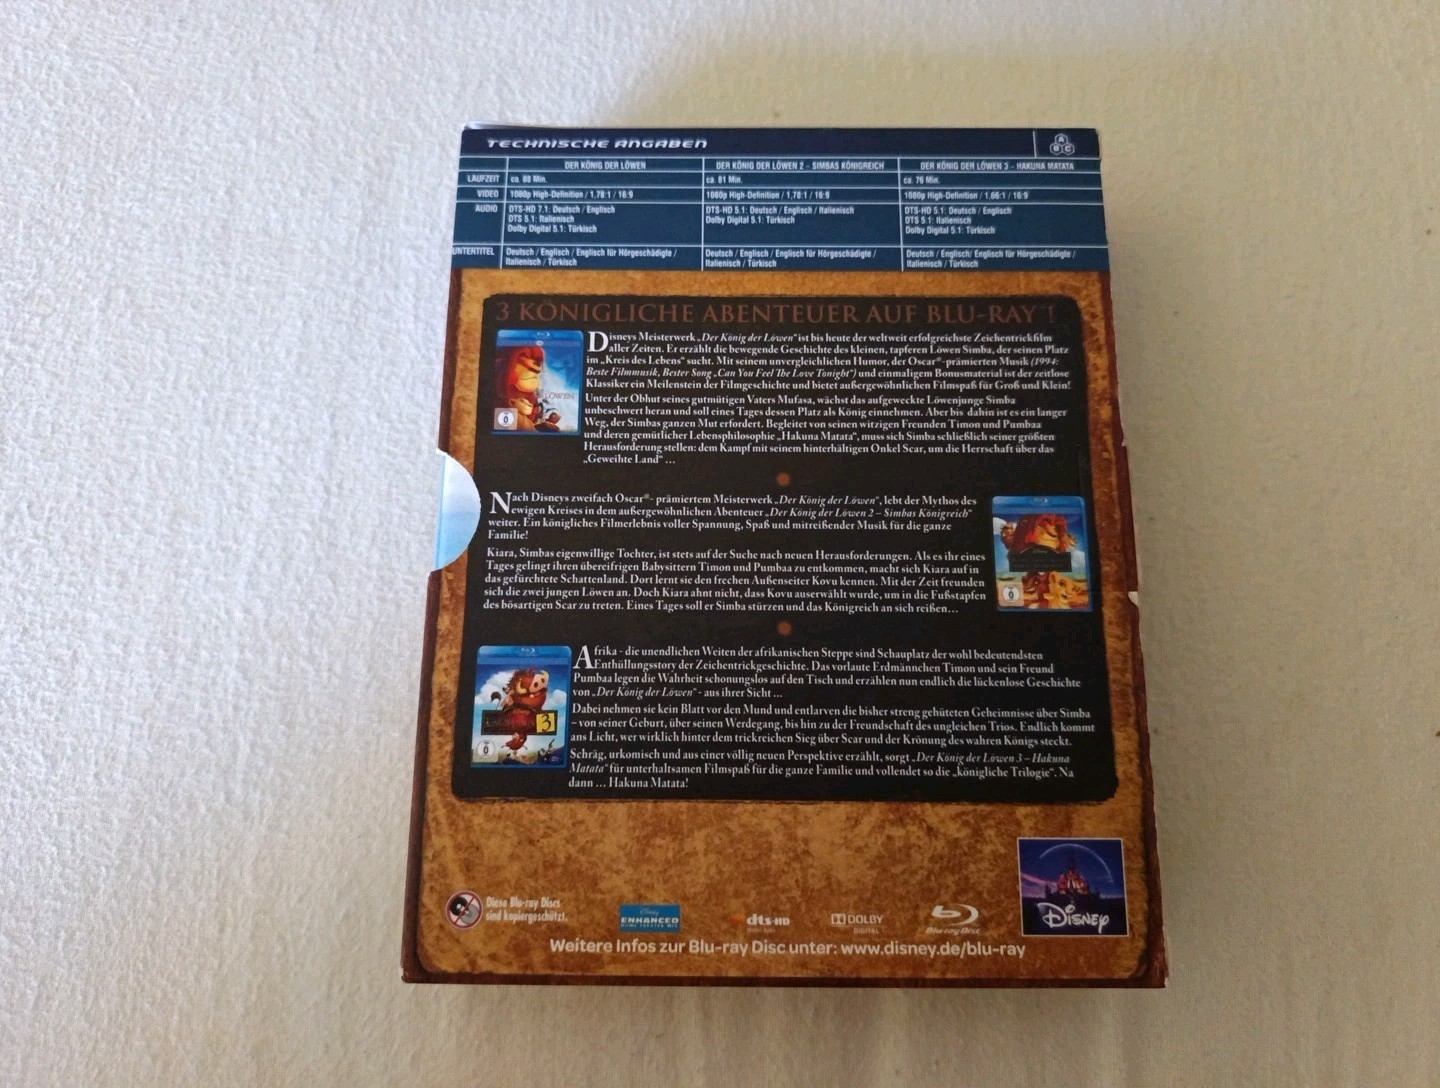 TECHNISCHE ANGABEN
A B C
DER KÖNIG DER LÖWEN DER KÖNIG DER LÖWEN 2 – SIMBAS KÖNIGREICH DER KÖNIG DER LÖWEN 3 – HAKUNA MATATA
LAUFZEIT ca. 88 Min. ca. 81 Min. ca. 76 Min.
VIDEO 1080p High-Definition / 1,78:1 / 16:9 1080p High-Definition / 1,78:1 / 16:9 1080p High-Definition / 1,66:1 / 16:9
AUDIO DTS-HD 7.1: Deutsch / Englisch DTS-HD 5.1: Deutsch / Englisch / Italienisch DTS-HD 5.1: Deutsch / Englisch
DTS 5.1: Italienisch Dolby Digital 5.1: Türkisch DTS 5.1: Italienisch
Dolby Digital 5.1: Türkisch Dolby Digital 5.1: Türkisch
UNTERTITEL Deutsch / Englisch / Englisch für Hörgeschädigte / Deutsch / Englisch / Englisch für Hörgeschädigte / Deutsch / Englisch/ Englisch für Hörgeschädigte /
Italienisch / Türkisch Italienisch / Türkisch Italienisch / Türkisch
3 KÖNIGLICHE ABENTEUER AUF BLU-RAY !
Disneys Meisterwerk „Der König der Löwen" ist bis heute der weltweit erfolgreichste Zeichentrickfilm
aller Zeiten. Er erzählt die bewegende Geschichte des kleinen, tapferen Löwen Simba, der seinen Platz
im „Kreis des Lebens" sucht. Mit seinem unvergleichlichen Humor, der Oscar®-prämierten Musik (1994:
Beste Filmmusik, Bester Song „Can You Feel The Love Tonight") und einmaligem Bonusmaterial ist der zeitlose
Klassiker ein Meilenstein der Filmgeschichte und bietet außergewöhnlichen Filmspaß für Groß und Klein!
Unter der Obhut seines gutmütigen Vaters Mufasa, wächst das aufgeweckte Löwenjunge Simba
unbeschwert heran und soll eines Tages dessen Platz als König einnehmen. Aber bis dahin ist es ein langer
Weg, der Simbas ganzen Mut erfordert. Begleitet von seinen witzigen Freunden Timon und Pumbaa
und deren gemütlicher Lebensphilosophie „Hakuna Matata", muss sich Simba schließlich seiner größten
Herausforderung stellen: dem Kampf mit seinem hinterhältigen Onkel Scar, um die Herrschaft über das
„Geweihte Land" ...
Nach Disneys zweifach Oscar®- prämiertem Meisterwerk „Der König der Löwen", lebt der Mythos des
ewigen Kreises in dem außergewöhnlichen Abenteuer „Der König der Löwen 2 – Simbas Königreich"
weiter. Ein königliches Filmerlebnis voller Spannung, Spaß und mitreißender Musik für die ganze
Familie!
Kiara, Simbas eigenwillige Tochter, ist stets auf der Suche nach neuen Herausforderungen. Als es ihr eines
Tages gelingt ihren übereifrigen Babysittern Timon und Pumbaa zu entkommen, macht sich Kiara auf in
das gefürchtete Schattenland. Dort lernt sie den frechen Außenseiter Kovu kennen. Mit der Zeit freunden
sich die zwei jungen Löwen an. Doch Kiara ahnt nicht, dass Kovu auserwählt wurde, um in die Fußstapfen
des bösartigen Scar zu treten. Eines Tages soll er Simba stürzen und das Königreich an sich reißen...
Afrika - die unendlichen Weiten der afrikanischen Steppe sind Schauplatz der wohl bedeutendsten
Enthüllungsstory der Zeichentrickgeschichte. Das vorlaute Erdmännchen Timon und sein Freund
Pumbaa legen die Wahrheit schonungslos auf den Tisch und erzählen nun endlich die lückenlose Geschichte
von „Der König der Löwen" - aus ihrer Sicht ...
3
Dabei nehmen sie kein Blatt vor den Mund und entlarven die bisher streng gehüteten Geheimnisse über Simba
– von seiner Geburt, über seinen Werdegang, bis hin zu der Freundschaft des ungleichen Trios. Endlich kommt
ans Licht, wer wirklich hinter dem trickreichen Sieg über Scar und der Krönung des wahren Königs steckt.
Schräg, urkomisch und aus einer völlig neuen Perspektive erzählt, sorgt „Der König der Löwen 3 – Hakuna
Matata" für unterhaltsamen Filmspaß für die ganze Familie und vollendet so die „königliche Trilogie". Na
dann ... Hakuna Matata!
Diese Blu-ray Discs
sind kopiergeschützt.
Disney
ENHANCED
HOME THEATER MIX
dts-HD
DOLBY
DIGITAL
Blu-ray Disc
DISNEY
Weitere Infos zur Blu-ray Disc unter: www.disney.de/blu-ray